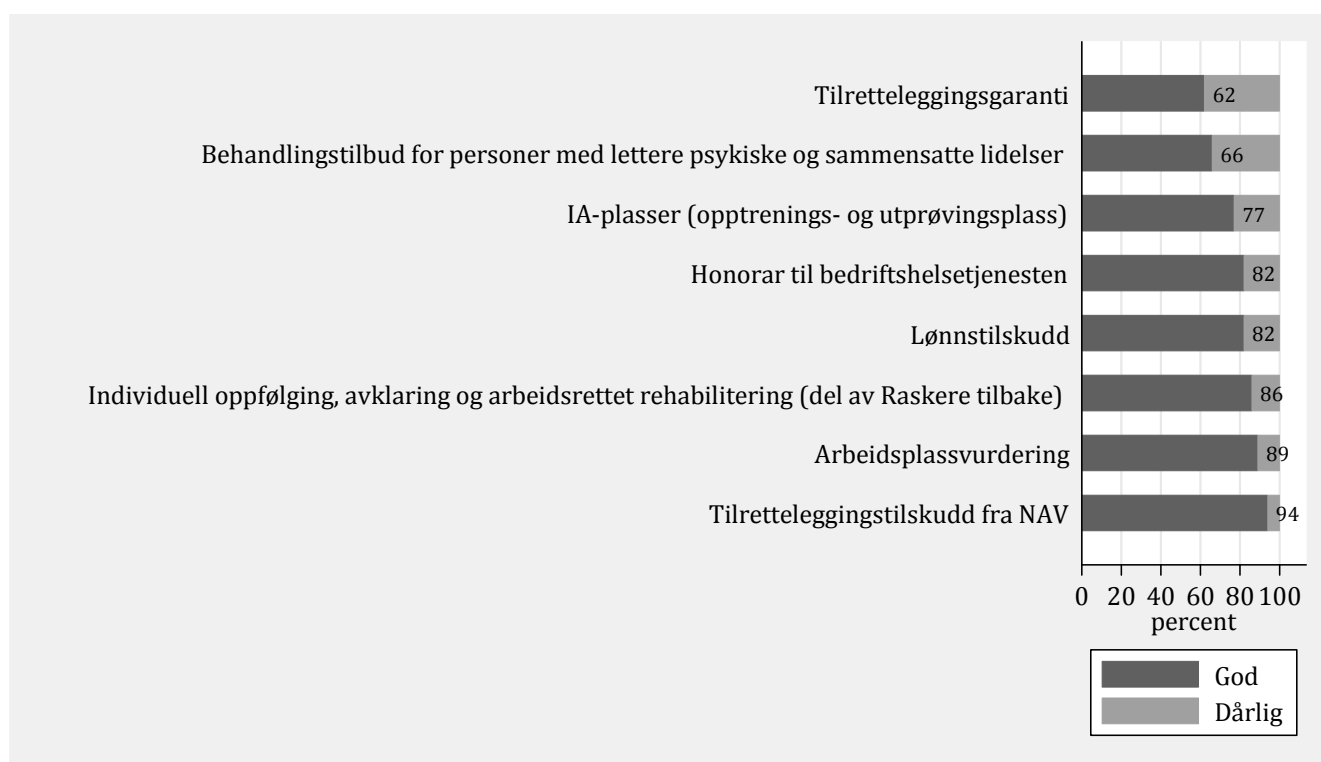 Tilretteleggingsgaranti 62
Behandlingstilbud for personer med lettere psykiske og sammensatte lidelser 66
IA-plasser (opptrenings- og utprøvingsplass) 77
Honorar til bedriftshelsetjenesten 82
Lønnstilskudd 82
Individuell oppfølging, avklaring og arbeidsrettet rehabilitering (del av Raskere tilbake) 86
Arbeidsplassvurdering 89
Tilretteleggingstilskudd fra NAV 94
0 20 40 60 80 100
percent
God
Dårlig